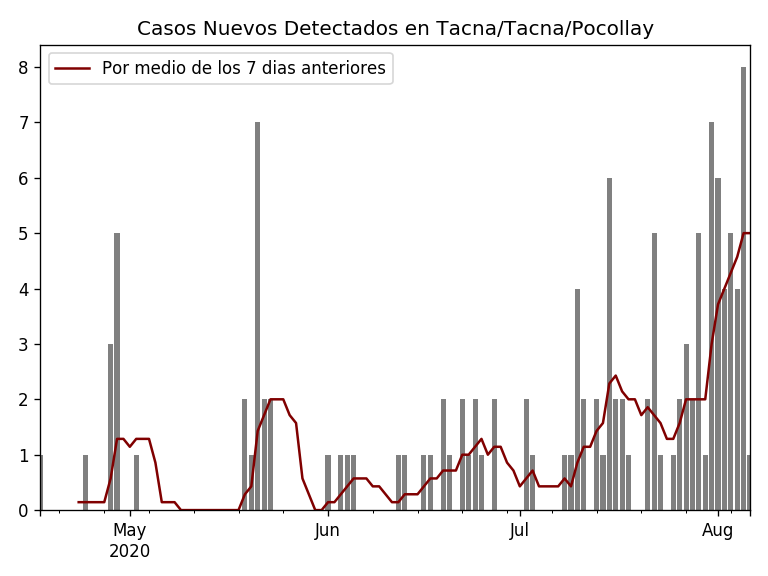 Casos Nuevos Detectados en Tacna/Tacna/Pocollay
Por medio de los 7 dias anteriores
8
7
6
5
4
3
2
1
0
May
2020
Jun
Jul
Aug